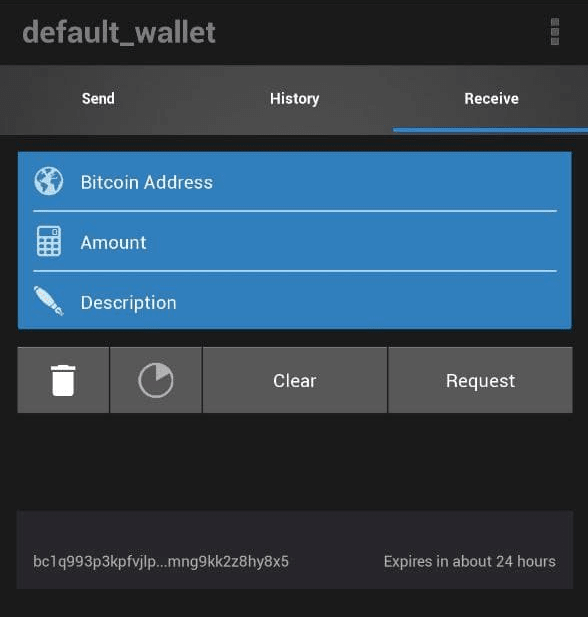 default_wallet
Send History Receive
Bitcoin Address
Amount
Description
Clear Request
bc1q993p3kpfvjlp...mng9kk2z8hy8x5 Expires in about 24 hours